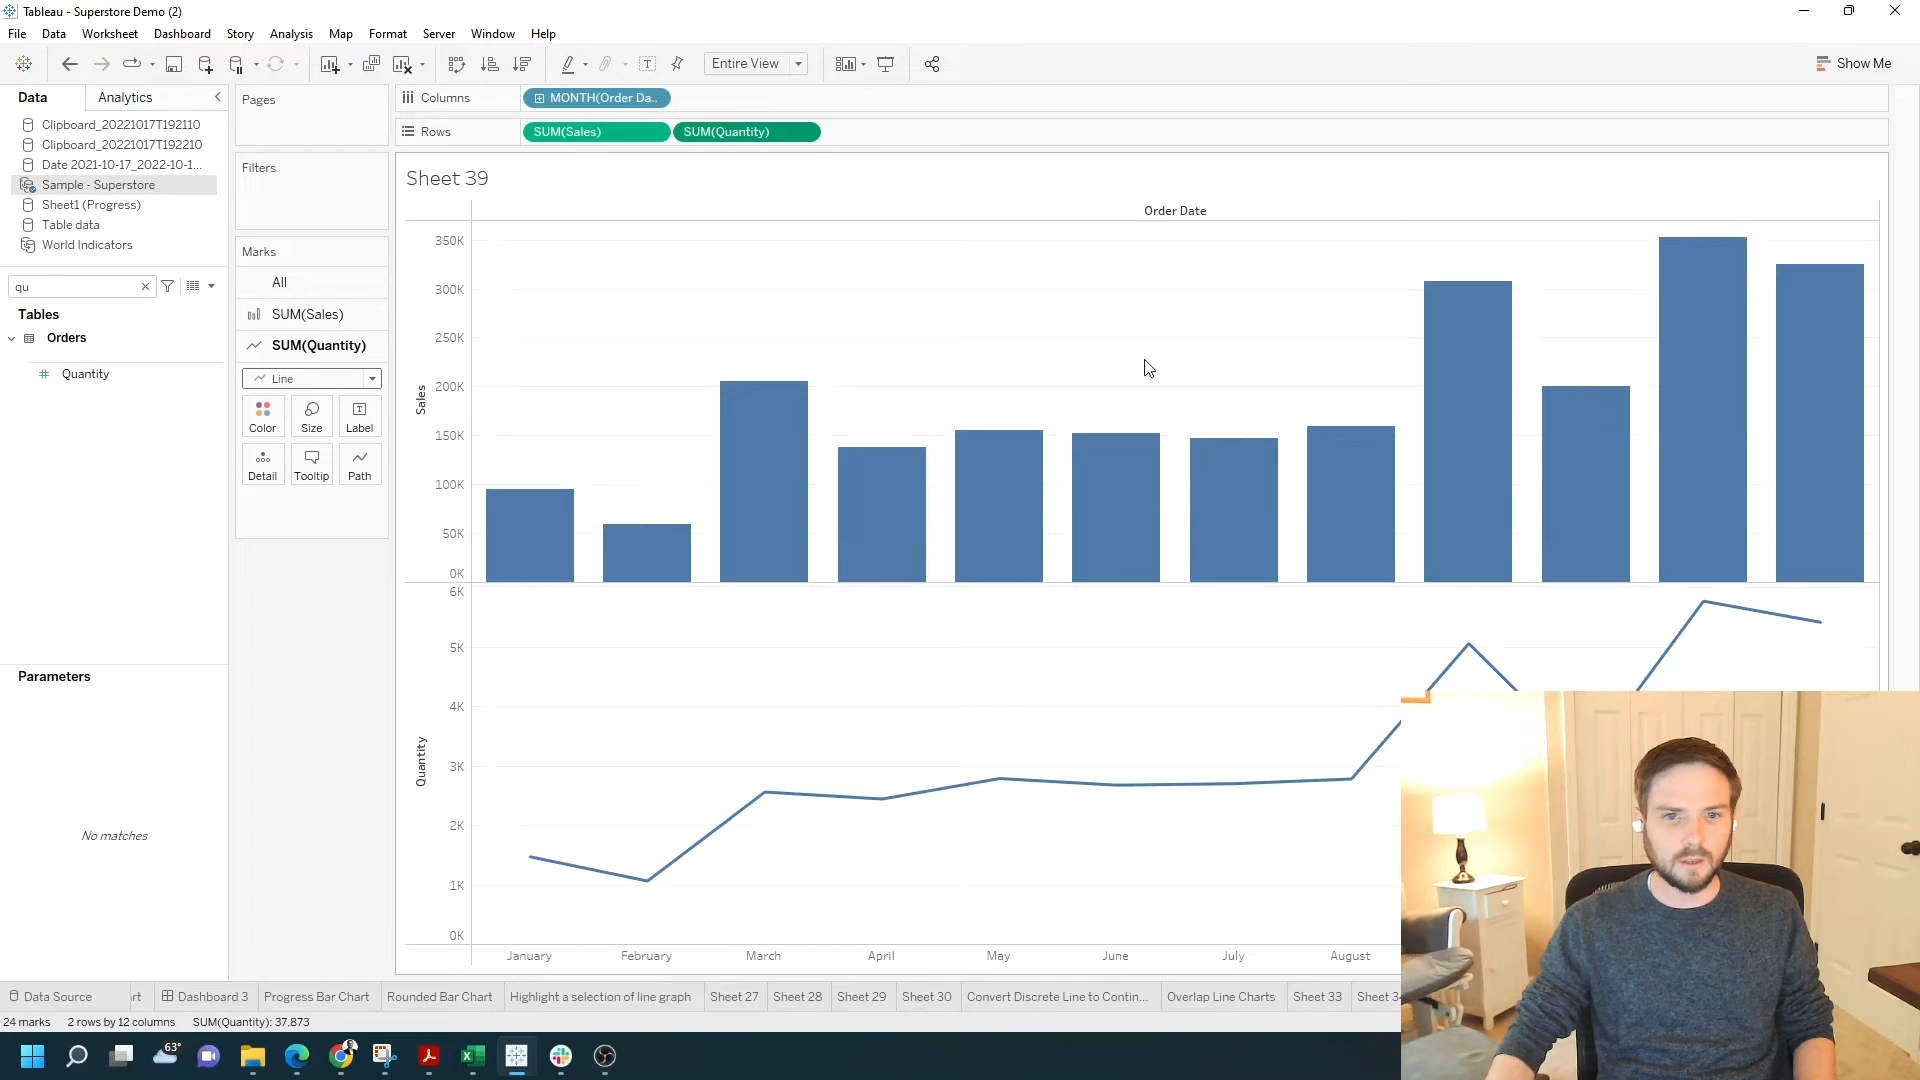 Tableau - Superstore Demo (2)
File Data Worksheet Dashboard Story Analysis Map Format Server Window Help
Entire View
Show Me
Data Analytics
Pages
Columns
MONTH(Order Da..
Rows
SUM(Sales)
SUM(Quantity)
Clipboard_20221017T192110
Clipboard_20221017T192210
Date 2021-10-17_2022-10-1...
Sample - Superstore
Sheet1 (Progress)
Table data
World Indicators
qu
Tables
Orders
Quantity
Parameters
No matches
Filters
Marks
All
SUM(Sales)
SUM(Quantity)
Line
Color Size Label
Detail Tooltip Path
Sheet 39
Order Date
350K
300K
250K
200K
150K
100K
50K
0K
Sales
6K
5K
4K
3K
2K
1K
0K
Quantity
January February March April May June July August
Data Source
rt
Dashboard 3
Progress Bar Chart
Rounded Bar Chart
Highlight a selection of line graph
Sheet 27
Sheet 28
Sheet 29
Sheet 30
Convert Discrete Line to Contin...
Overlap Line Charts
Sheet 33
Sheet 34
24 marks 2 rows by 12 columns SUM(Quantity): 37,873
63°